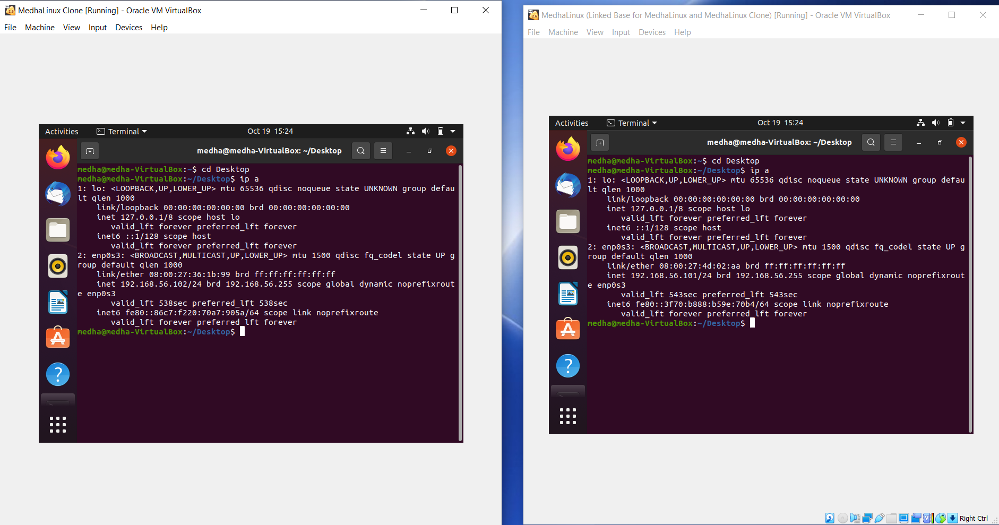 MedhaLinux Clone [Running] - Oracle VM VirtualBox
File Machine View Input Devices Help
Activities Terminal Oct 19 15:24
medha@medha-VirtualBox: ~/Desktop
medha@medha-VirtualBox:~$ cd Desktop
medha@medha-VirtualBox:~/Desktop$ ip a
1: lo: <LOOPBACK,UP,LOWER_UP> mtu 65536 qdisc noqueue state UNKNOWN group defau
lt qlen 1000
link/loopback 00:00:00:00:00:00 brd 00:00:00:00:00:00
inet 127.0.0.1/8 scope host lo
valid_lft forever preferred_lft forever
inet6 ::1/128 scope host
valid_lft forever preferred_lft forever
2: enp0s3: <BROADCAST,MULTICAST,UP,LOWER_UP> mtu 1500 qdisc fq_codel state UP g
roup default qlen 1000
link/ether 08:00:27:36:1b:99 brd ff:ff:ff:ff:ff:ff
inet 192.168.56.102/24 brd 192.168.56.255 scope global dynamic noprefixrout
e enp0s3
valid_lft 538sec preferred_lft 538sec
inet6 fe80::86c7:f220:70a7:905a/64 scope link noprefixroute
valid_lft forever preferred_lft forever
medha@medha-VirtualBox:~/Desktop$
MedhaLinux (Linked Base for MedhaLinux and MedhaLinux Clone) [Running] - Oracle VM VirtualBox
File Machine View Input Devices Help
Activities Terminal Oct 19 15:24
medha@medha-VirtualBox: ~/Desktop
medha@medha-VirtualBox:~$ cd Desktop
medha@medha-VirtualBox:~/Desktop$ ip a
1: lo: <LOOPBACK,UP,LOWER_UP> mtu 65536 qdisc noqueue state UNKNOWN group defau
lt qlen 1000
link/loopback 00:00:00:00:00:00 brd 00:00:00:00:00:00
inet 127.0.0.1/8 scope host lo
valid_lft forever preferred_lft forever
inet6 ::1/128 scope host
valid_lft forever preferred_lft forever
2: enp0s3: <BROADCAST,MULTICAST,UP,LOWER_UP> mtu 1500 qdisc fq_codel state UP g
roup default qlen 1000
link/ether 08:00:27:4d:02:aa brd ff:ff:ff:ff:ff:ff
inet 192.168.56.101/24 brd 192.168.56.255 scope global dynamic noprefixrout
e enp0s3
valid_lft 543sec preferred_lft 543sec
inet6 fe80::3f70:b888:b59e:70b4/64 scope link noprefixroute
valid_lft forever preferred_lft forever
medha@medha-VirtualBox:~/Desktop$
Right Ctrl